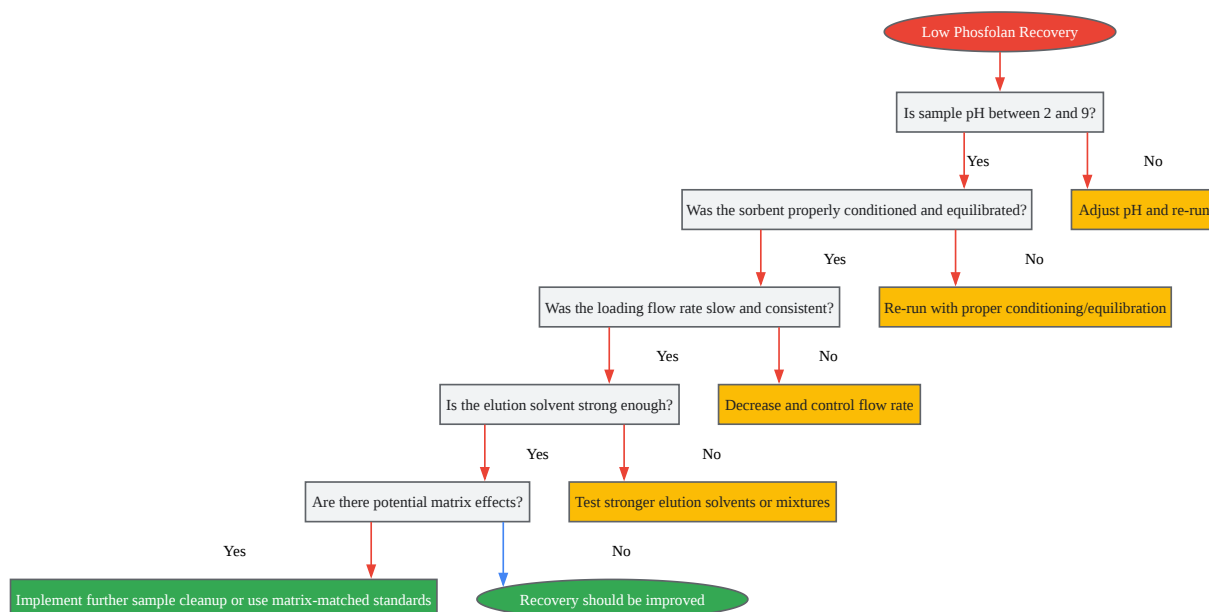 Low Phosfolan Recovery
Is sample pH between 2 and 9?
Yes
No
Was the sorbent properly conditioned and equilibrated?
Adjust pH and re-run
Yes
No
Was the loading flow rate slow and consistent?
Re-run with proper conditioning/equilibration
Yes
No
Is the elution solvent strong enough?
Decrease and control flow rate
Yes
No
Are there potential matrix effects?
Test stronger elution solvents or mixtures
Yes
No
Implement further sample cleanup or use matrix-matched standards
Recovery should be improved